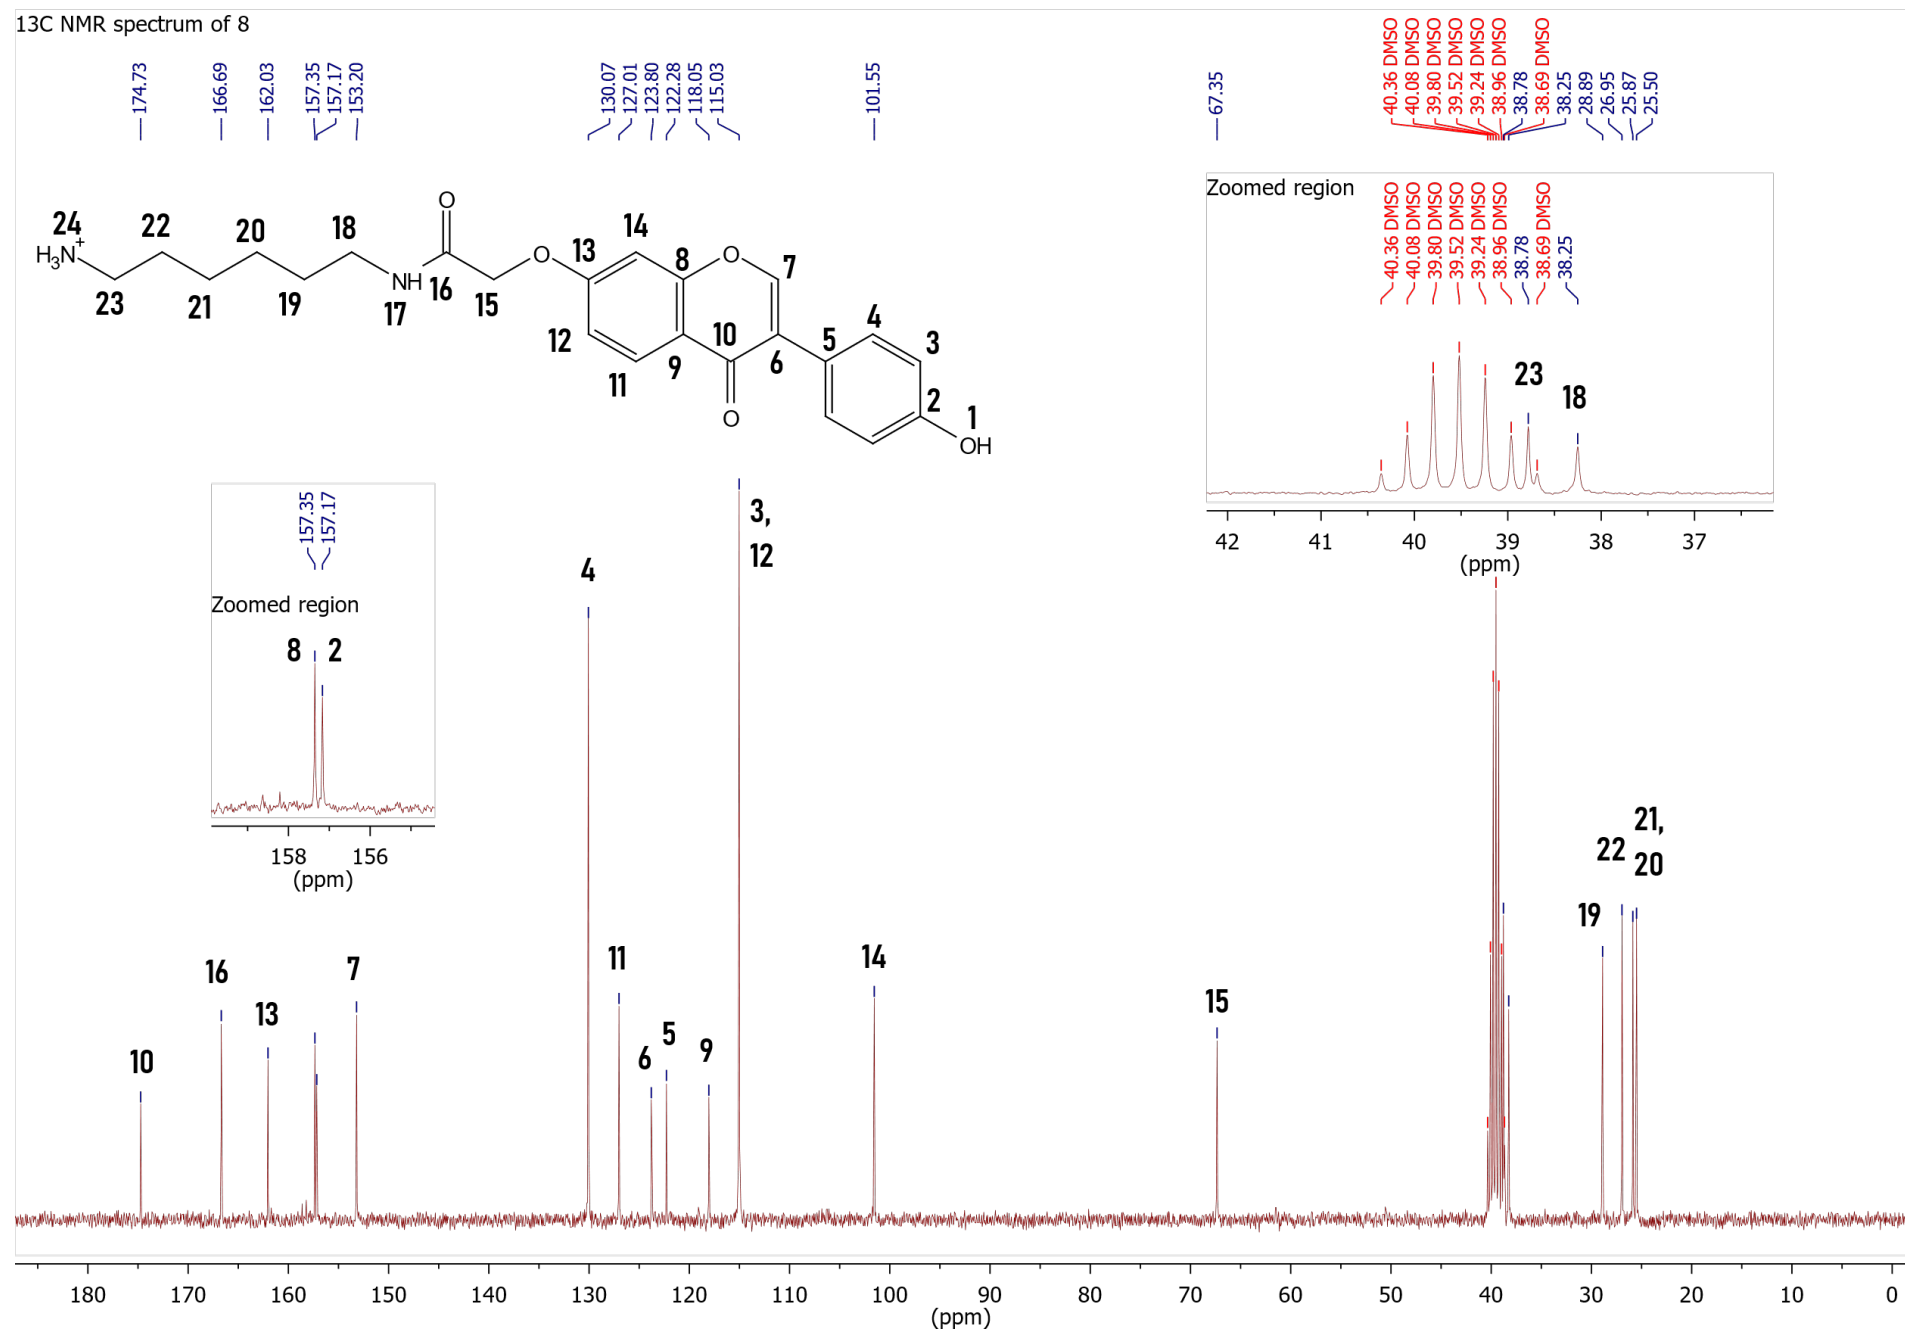 13C NMR spectrum of 8
174.73
166.69
162.03
157.35
157.17
153.20
130.07
127.01
123.80
122.28
118.05
115.03
101.55
67.35
40.36 DMSO
40.08 DMSO
39.80 DMSO
39.52 DMSO
39.24 DMSO
38.96 DMSO
38.78
38.69 DMSO
38.25
28.89
26.95
25.87
25.50
Zoomed region
40.36 DMSO
40.08 DMSO
39.80 DMSO
39.52 DMSO
39.24 DMSO
38.96 DMSO
38.78
38.69 DMSO
38.25
23
18
42 41 40 39 38 37
(ppm)
24
H3N+
22
20
18
O
23
21
19
NH
17
16
15
O
13
14
8
O
7
12
11
9
10
O
6
5
4
3
2
1
OH
157.35
157.17
Zoomed region
8 2
158 156
(ppm)
10
16
13
7
4
11
6
5
9
3,
12
14
15
19
22
21,
20
180 170 160 150 140 130 120 110 100 90 80 70 60 50 40 30 20 10 0
(ppm)